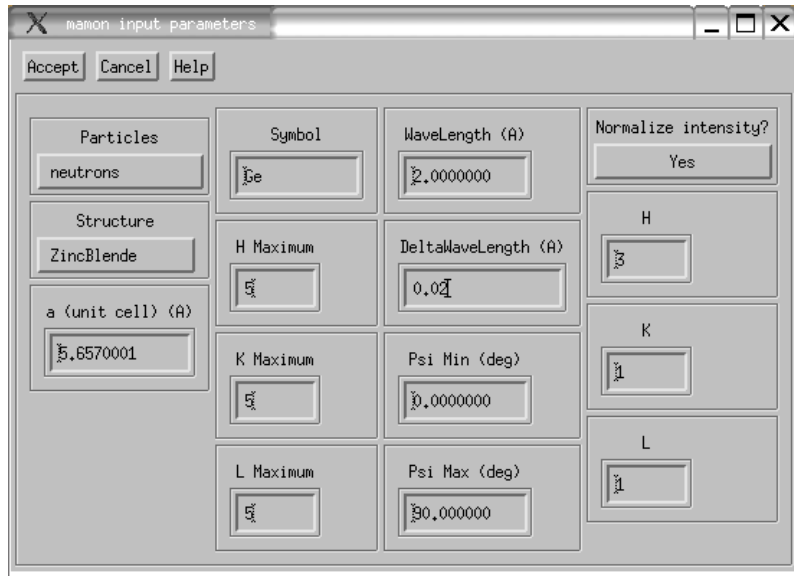 mamon input parameters
Accept Cancel Help
Particles
neutrons
Structure
ZincBlende
a (unit cell) (A)
5.6570001
Symbol
Ge
H Maximum
5
K Maximum
5
L Maximum
5
WaveLength (A)
2.0000000
DeltaWaveLength (A)
0.02
Psi Min (deg)
0.0000000
Psi Max (deg)
90.000000
Normalize intensity?
Yes
H
3
K
1
L
1